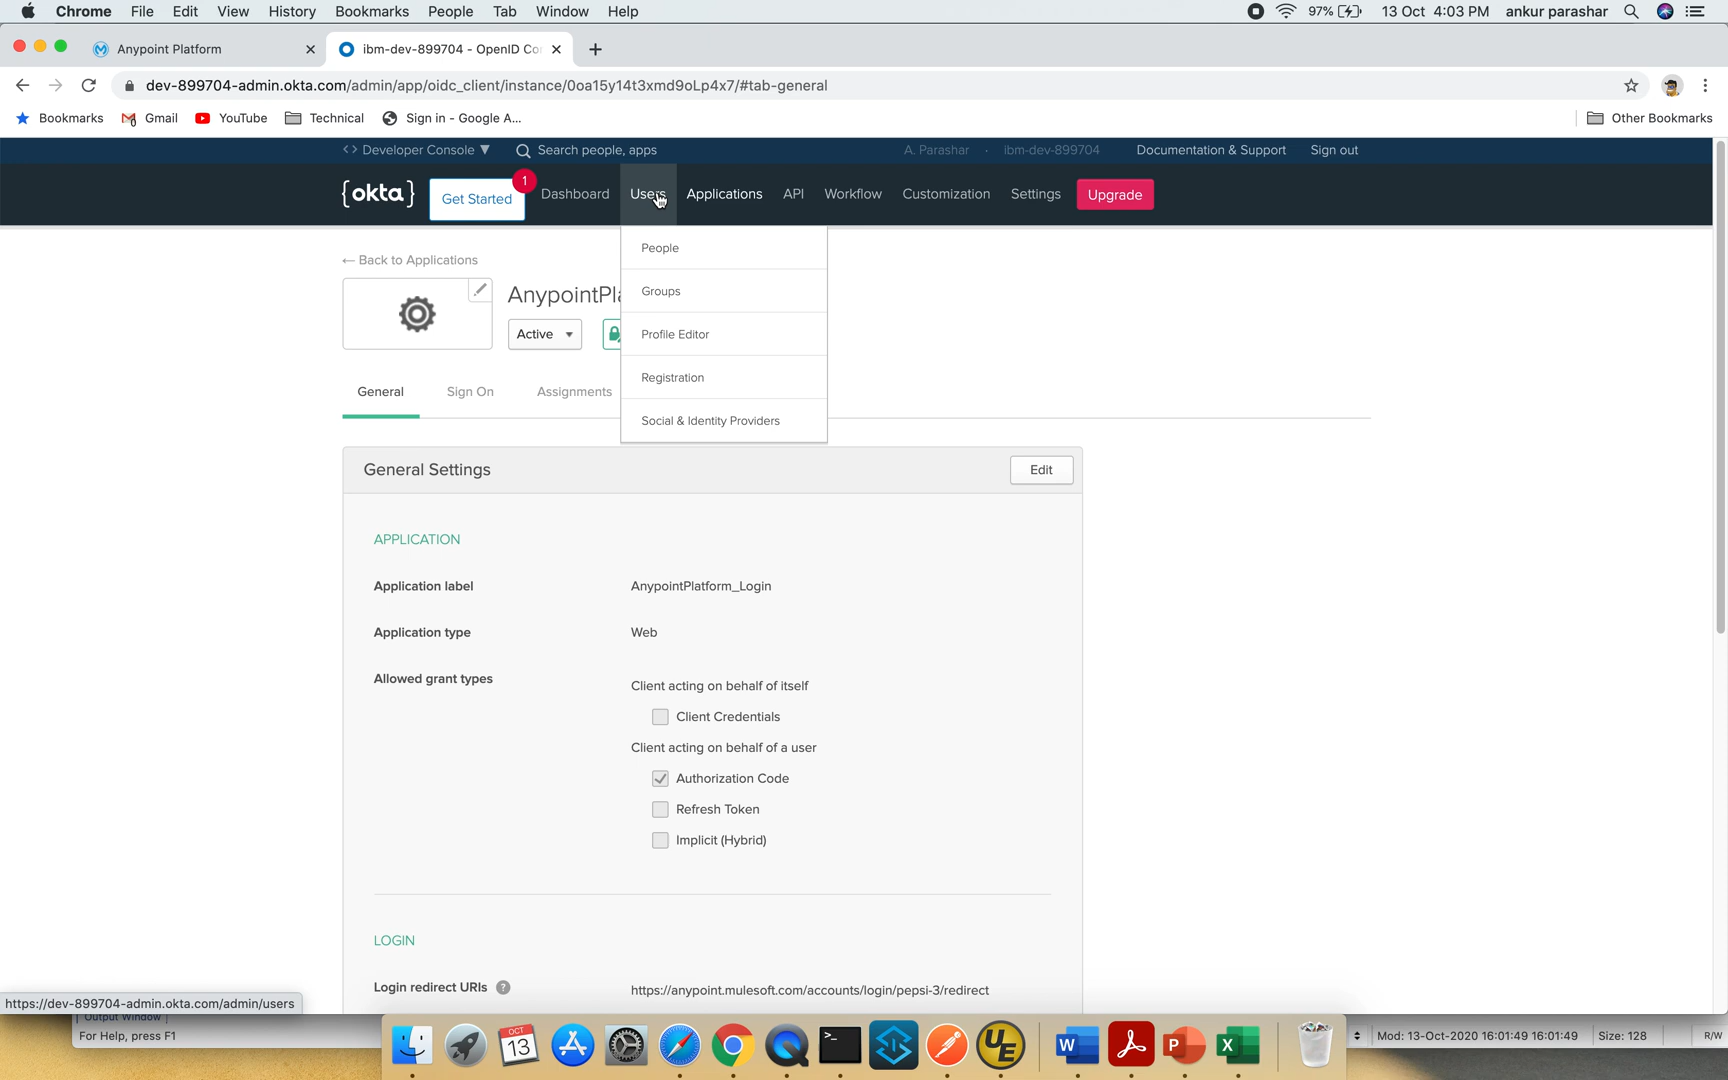 Chrome File Edit View History Bookmarks People Tab Window Help 97% 13 Oct 4:03 PM ankur parashar
Anypoint Platform ibm-dev-899704 - OpenID Co
dev-899704-admin.okta.com/admin/app/oidc_client/instance/0oa15y14t3xmd9oLp4x7/#tab-general
Bookmarks Gmail YouTube Technical Sign in - Google A... Other Bookmarks
<> Developer Console ▼ Search people, apps A. Parashar · ibm-dev-899704 Documentation & Support Sign out
{okta} Get Started 1 Dashboard Users Applications API Workflow Customization Settings Upgrade
People
← Back to Applications
Groups
AnypointPla
Active
Profile Editor
Registration
General Sign On Assignments
Social & Identity Providers
General Settings Edit
APPLICATION
Application label AnypointPlatform_Login
Application type Web
Allowed grant types Client acting on behalf of itself
Client Credentials
Client acting on behalf of a user
Authorization Code
Refresh Token
Implicit (Hybrid)
LOGIN
Login redirect URIs ? https://anypoint.mulesoft.com/accounts/login/pepsi-3/redirect
https://dev-899704-admin.okta.com/admin/users
Output Window
For Help, press F1
OCT
13
W P X UE
Mod: 13-Oct-2020 16:01:49 16:01:49 Size: 128 R/W